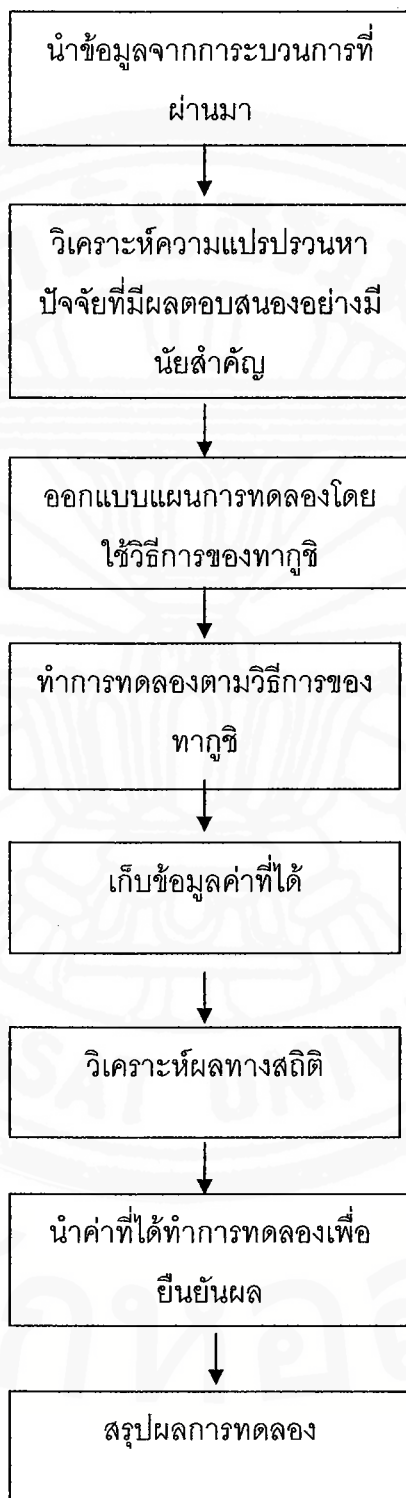 นำข้อมูลจากการะบวนการที่
ผ่านมา
วิเคราะห์ความแปรปรวนหา
ปัจจัยที่มีผลตอบสนองอย่างมี
นัยสำคัญ
ออกแบบแผนการทดลองโดย
ใช้วิธีการของทากูชิ
ทำการทดลองตามวิธีการของ
ทากูชิ
เก็บข้อมูลค่าที่ได้
วิเคราะห์ผลทางสถิติ
นำค่าที่ได้ทำการทดลองเพื่อ
ยืนยันผล
สรุปผลการทดลอง